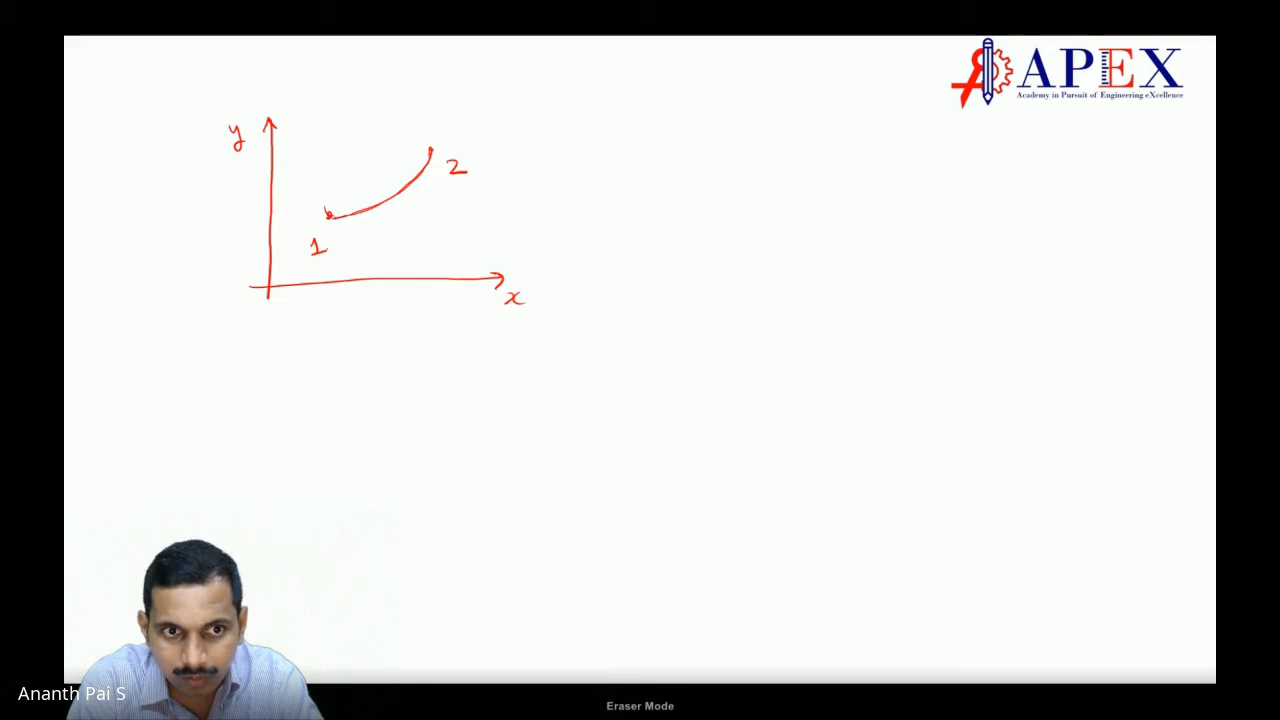 APEX
Academy in Pursuit of Engineering eXcellence
y
2
1
x
Ananth Pai S
Eraser Mode